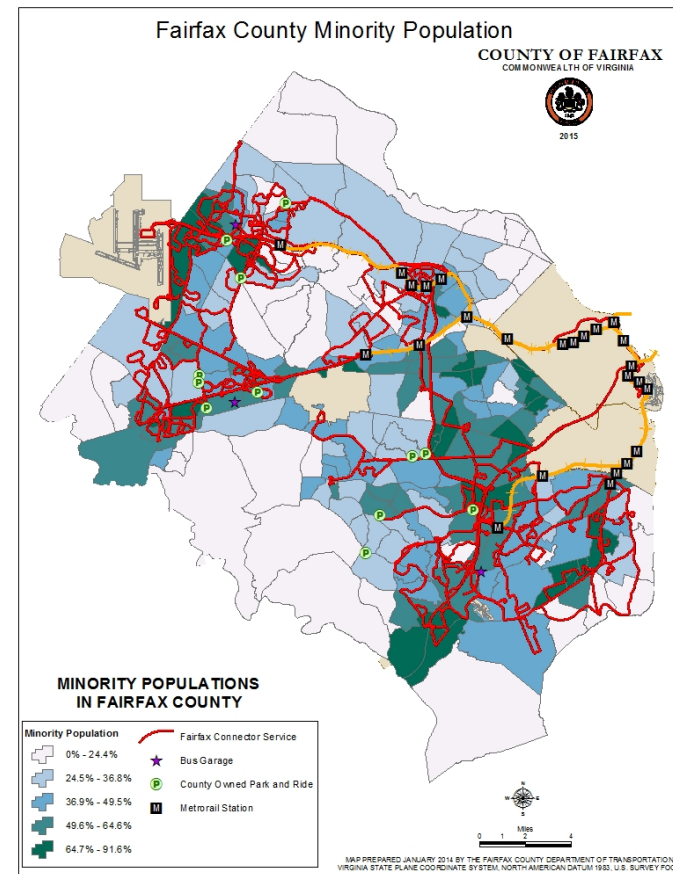 Fairfax County Minority Population
COUNTY OF FAIRFAX
COMMONWEALTH OF VIRGINIA
2015
MINORITY POPULATIONS
IN FAIRFAX COUNTY
Minority Population
0% - 24.4%
24.5% - 36.8%
36.9% - 49.5%
49.6% - 64.6%
64.7% - 91.6%
Fairfax Connector Service
Bus Garage
P County Owned Park and Ride
M Metrorail Station
N
W E
S
Miles
0 1 2 4
MAP PREPARED JANUARY 2014 BY THE FAIRFAX COUNTY DEPARTMENT OF TRANSPORTATION
VIRGINIA STATE PLANE COORDINATE SYSTEM, NORTH AMERICAN DATUM 1983, U.S. SURVEY FOO